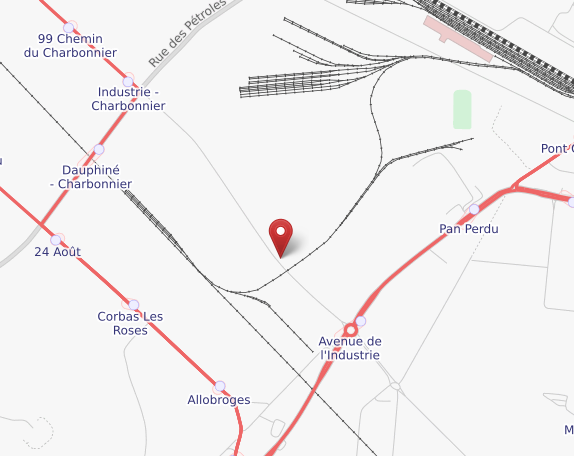 Rue des Pétroles
99 Chemin
du Charbonnier
Industrie -
Charbonnier
Dauphiné
- Charbonnier
Pan Perdu
24 Août
Corbas Les
Roses
Avenue de
l'Industrie
Allobroges